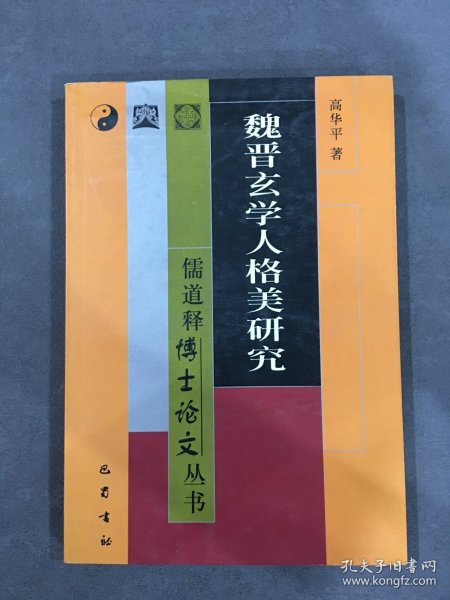 高华平 著
魏晋玄学人格美研究
儒道释博士论文丛书
巴蜀书社
孔夫子旧书网
www.kongfz.com